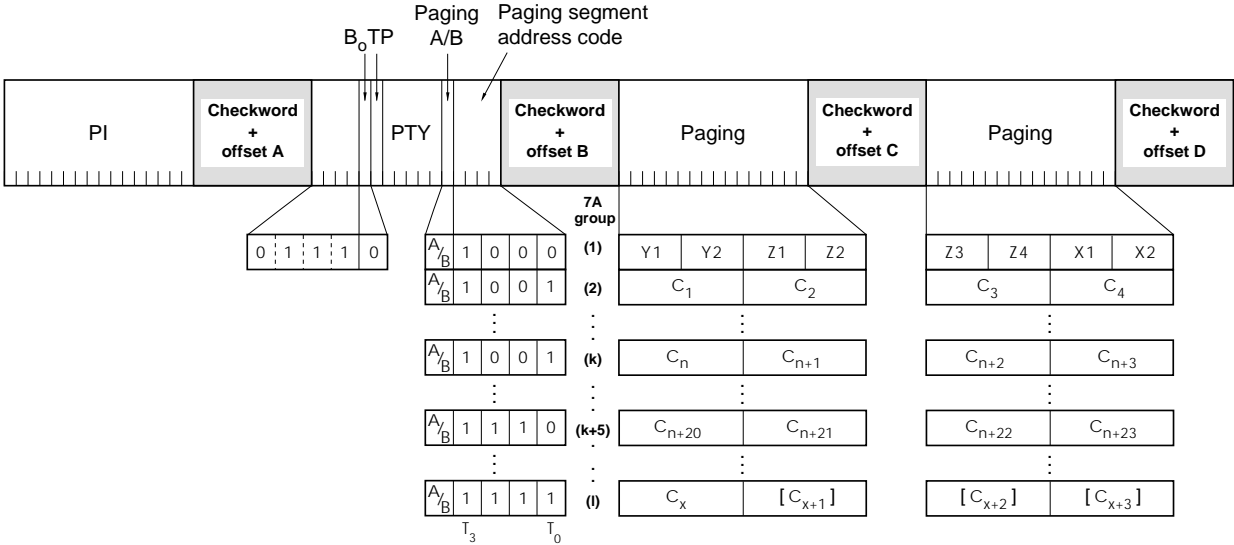 Paging Paging segment
B₀TP A/B address code
PI
Checkword
+
offset A
PTY
Checkword
+
offset B
Paging
Checkword
+
offset C
Paging
Checkword
+
offset D
7A
group
0 1 1 1 0 A/B 1 0 0 0 (1) Y1 Y2 Z1 Z2 Z3 Z4 X1 X2
A/B 1 0 0 1 (2) C₁ C₂ C₃ C₄
A/B 1 0 0 1 (k) Cₙ Cₙ₊₁ Cₙ₊₂ Cₙ₊₃
A/B 1 1 1 0 (k+5) Cₙ₊₂₀ Cₙ₊₂₁ Cₙ₊₂₂ Cₙ₊₂₃
A/B 1 1 1 1 (l) Cₓ [Cₓ₊₁] [Cₓ₊₂] [Cₓ₊₃]
T₃ T₀